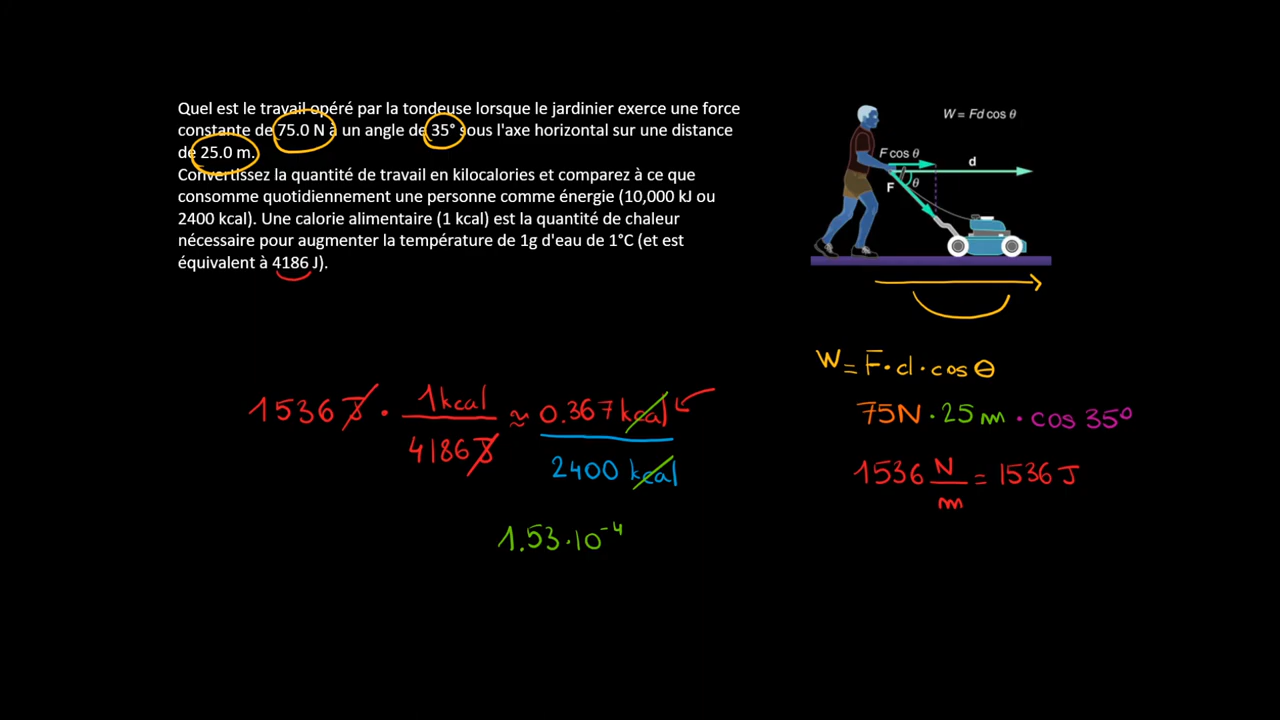 Quel est le travail opéré par la tondeuse lorsque le jardinier exerce une force
constante de 75.0 N à un angle de 35° sous l'axe horizontal sur une distance
de 25.0 m.
Convertissez la quantité de travail en kilocalories et comparez à ce que
consomme quotidiennement une personne comme énergie (10,000 kJ ou
2400 kcal). Une calorie alimentaire (1 kcal) est la quantité de chaleur
nécessaire pour augmenter la température de 1g d'eau de 1°C (et est
équivalent à 4186 J).
W = Fd cos θ
F cos θ
d
F
θ
W = F · d · cos θ
75N · 25 m · cos 35°
1536 N/m = 1536 J
1536 J · 1 kcal / 4186 J ≈ 0.367 kcal / 2400 kcal
1.53 · 10⁻⁴